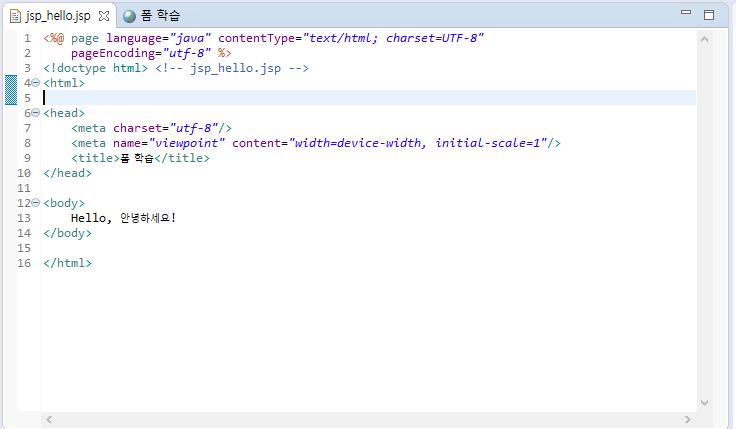 jsp_hello.jsp 폼 학습
1 <%@ page language="java" contentType="text/html; charset=UTF-8"
2 pageEncoding="utf-8" %>
3 <!doctype html> <!-- jsp_hello.jsp -->
4 <html>
5
6 <head>
7 <meta charset="utf-8"/>
8 <meta name="viewpoint" content="width=device-width, initial-scale=1"/>
9 <title>폼 학습</title>
10 </head>
11
12 <body>
13 Hello, 안녕하세요!
14 </body>
15
16 </html>